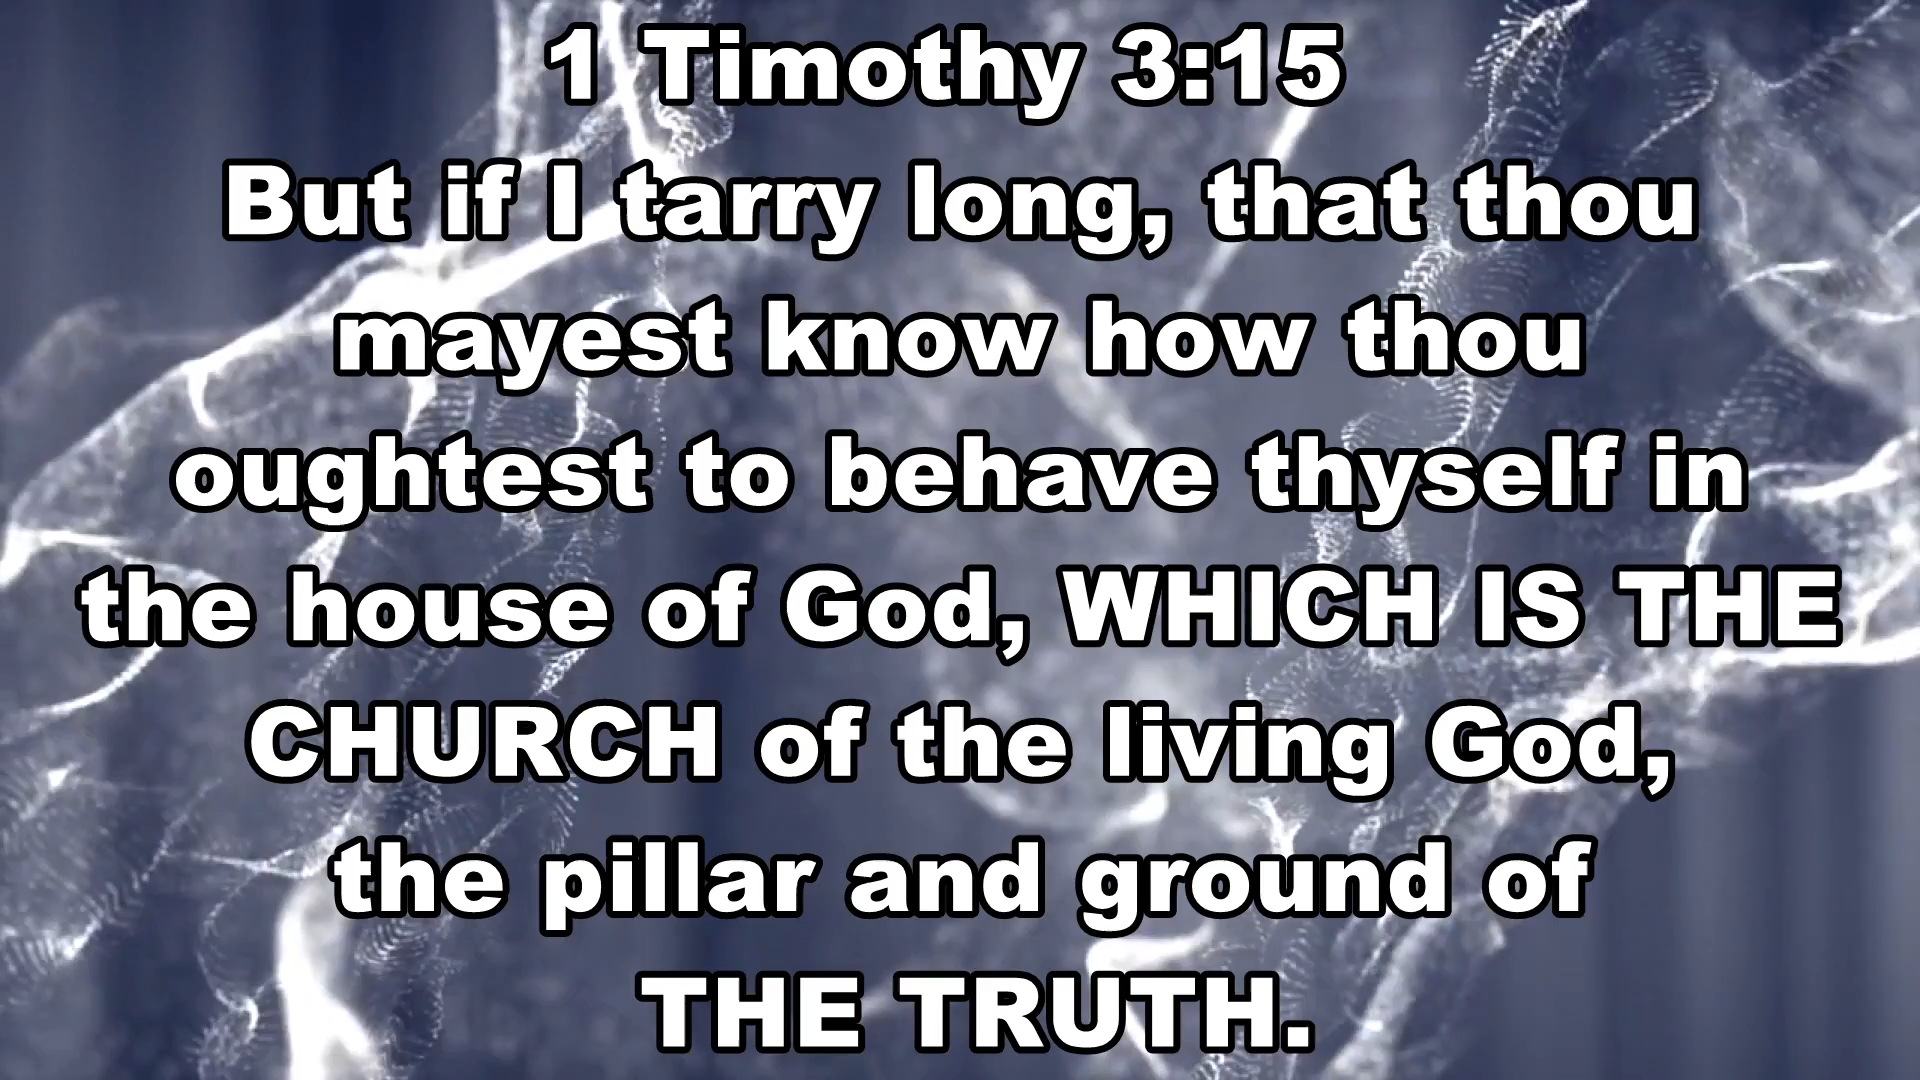 1 Timothy 3:15
But if I tarry long, that thou
mayest know how thou
oughtest to behave thyself in
the house of God, WHICH IS THE
CHURCH of the living God,
the pillar and ground of
THE TRUTH.